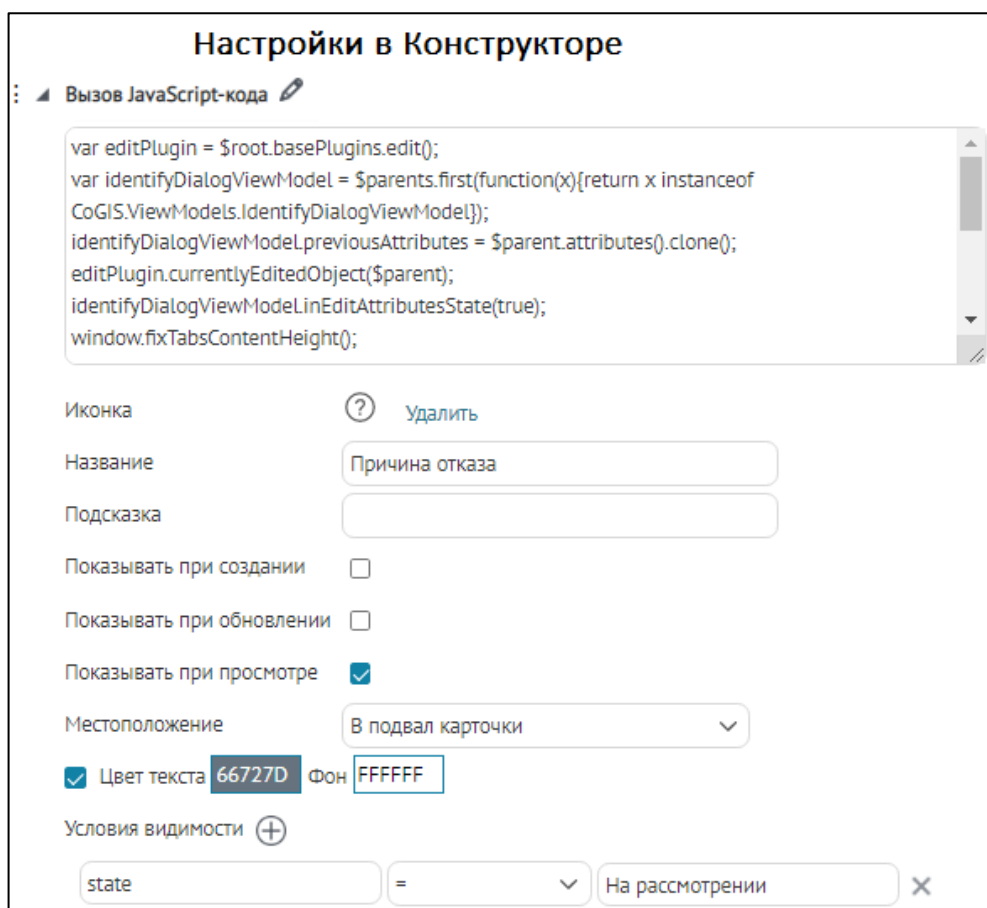 Настройки в Конструкторе
Вызов JavaScript-кода
var editPlugin = $root.basePlugins.edit();
var identifyDialogViewModel = $parents.first(function(x){return x instanceof
CoGIS.ViewModels.IdentifyDialogViewModel});
identifyDialogViewModel.previousAttributes = $parent.attributes().clone();
editPlugin.currentlyEditedObject($parent);
identifyDialogViewModel.inEditAttributesState(true);
window.fixTabsContentHeight();
Иконка ? Удалить
Название Причина отказа
Подсказка
Показывать при создании
Показывать при обновлении
Показывать при просмотре
Местоположение В подвал карточки
Цвет текста 66727D Фон FFFFFF
Условия видимости
state = На рассмотрении